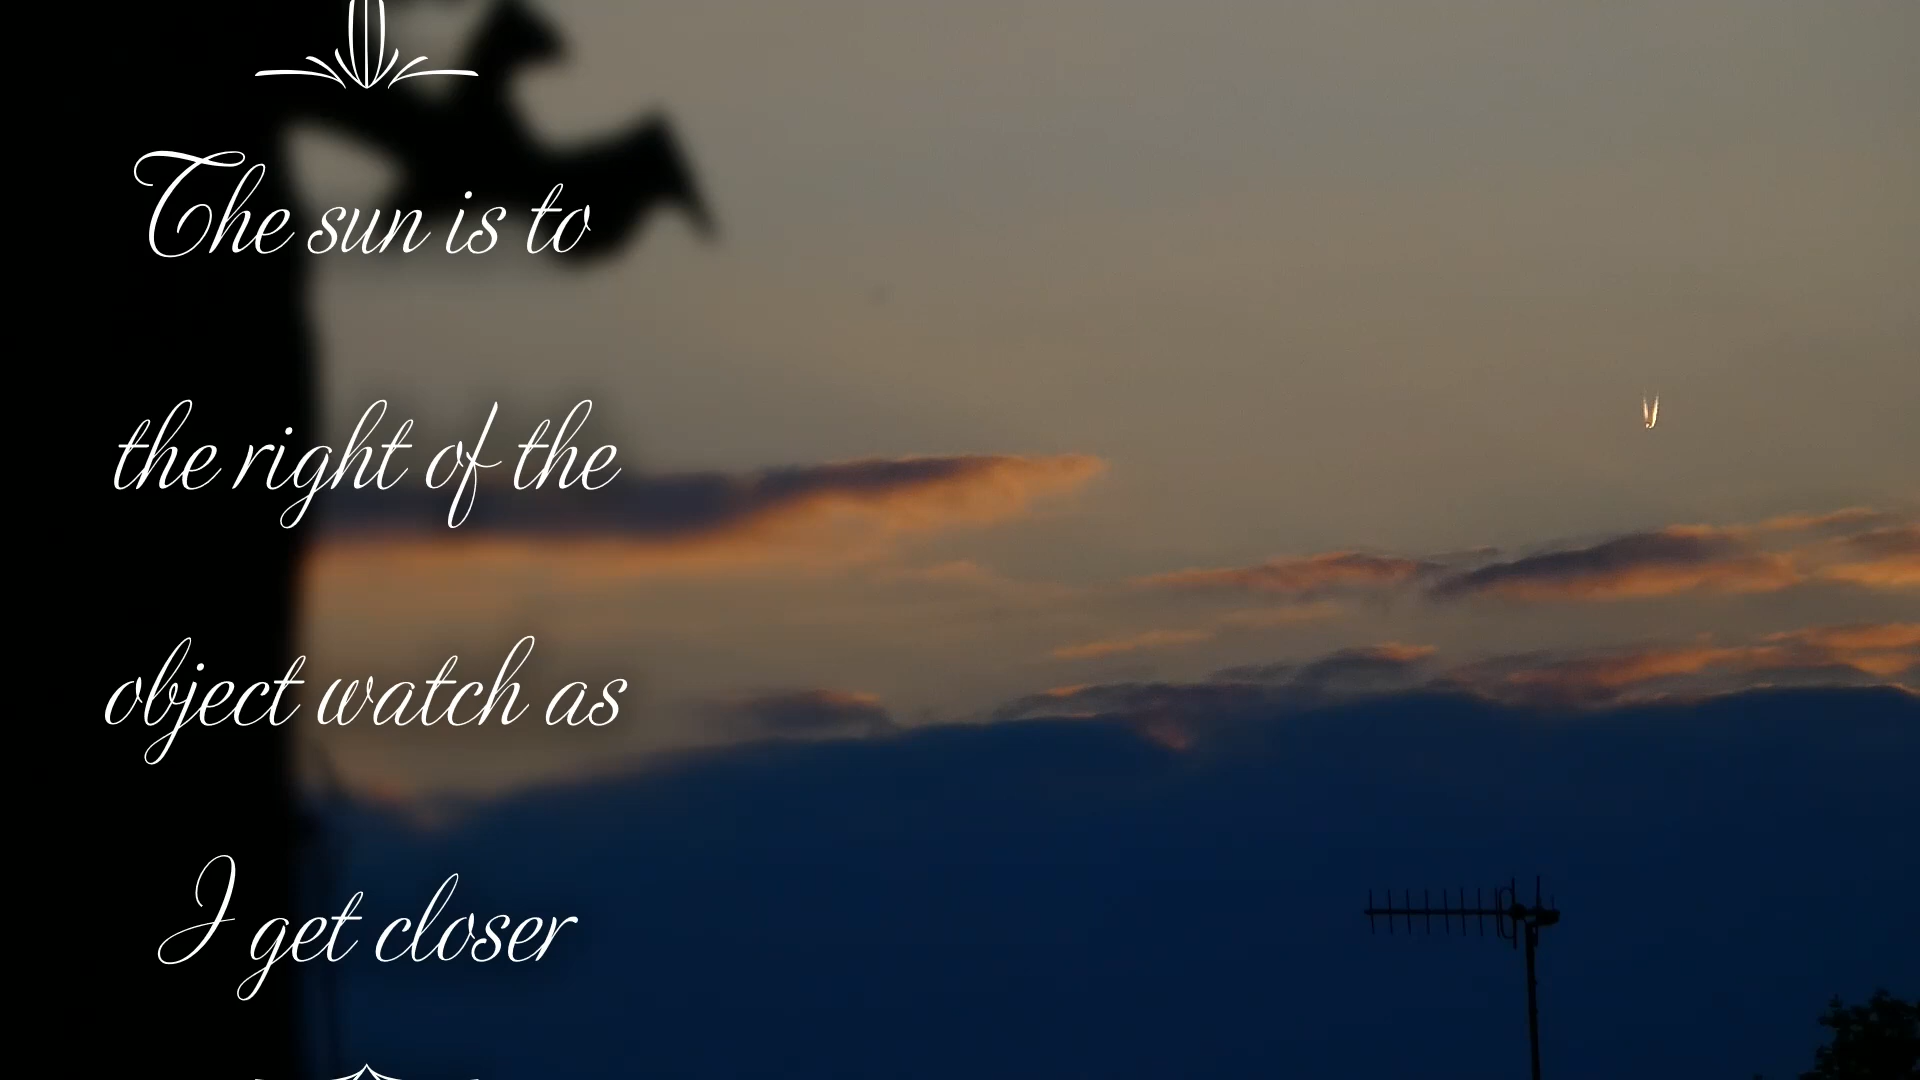 The sun is to
the right of the
object watch as
I get closer